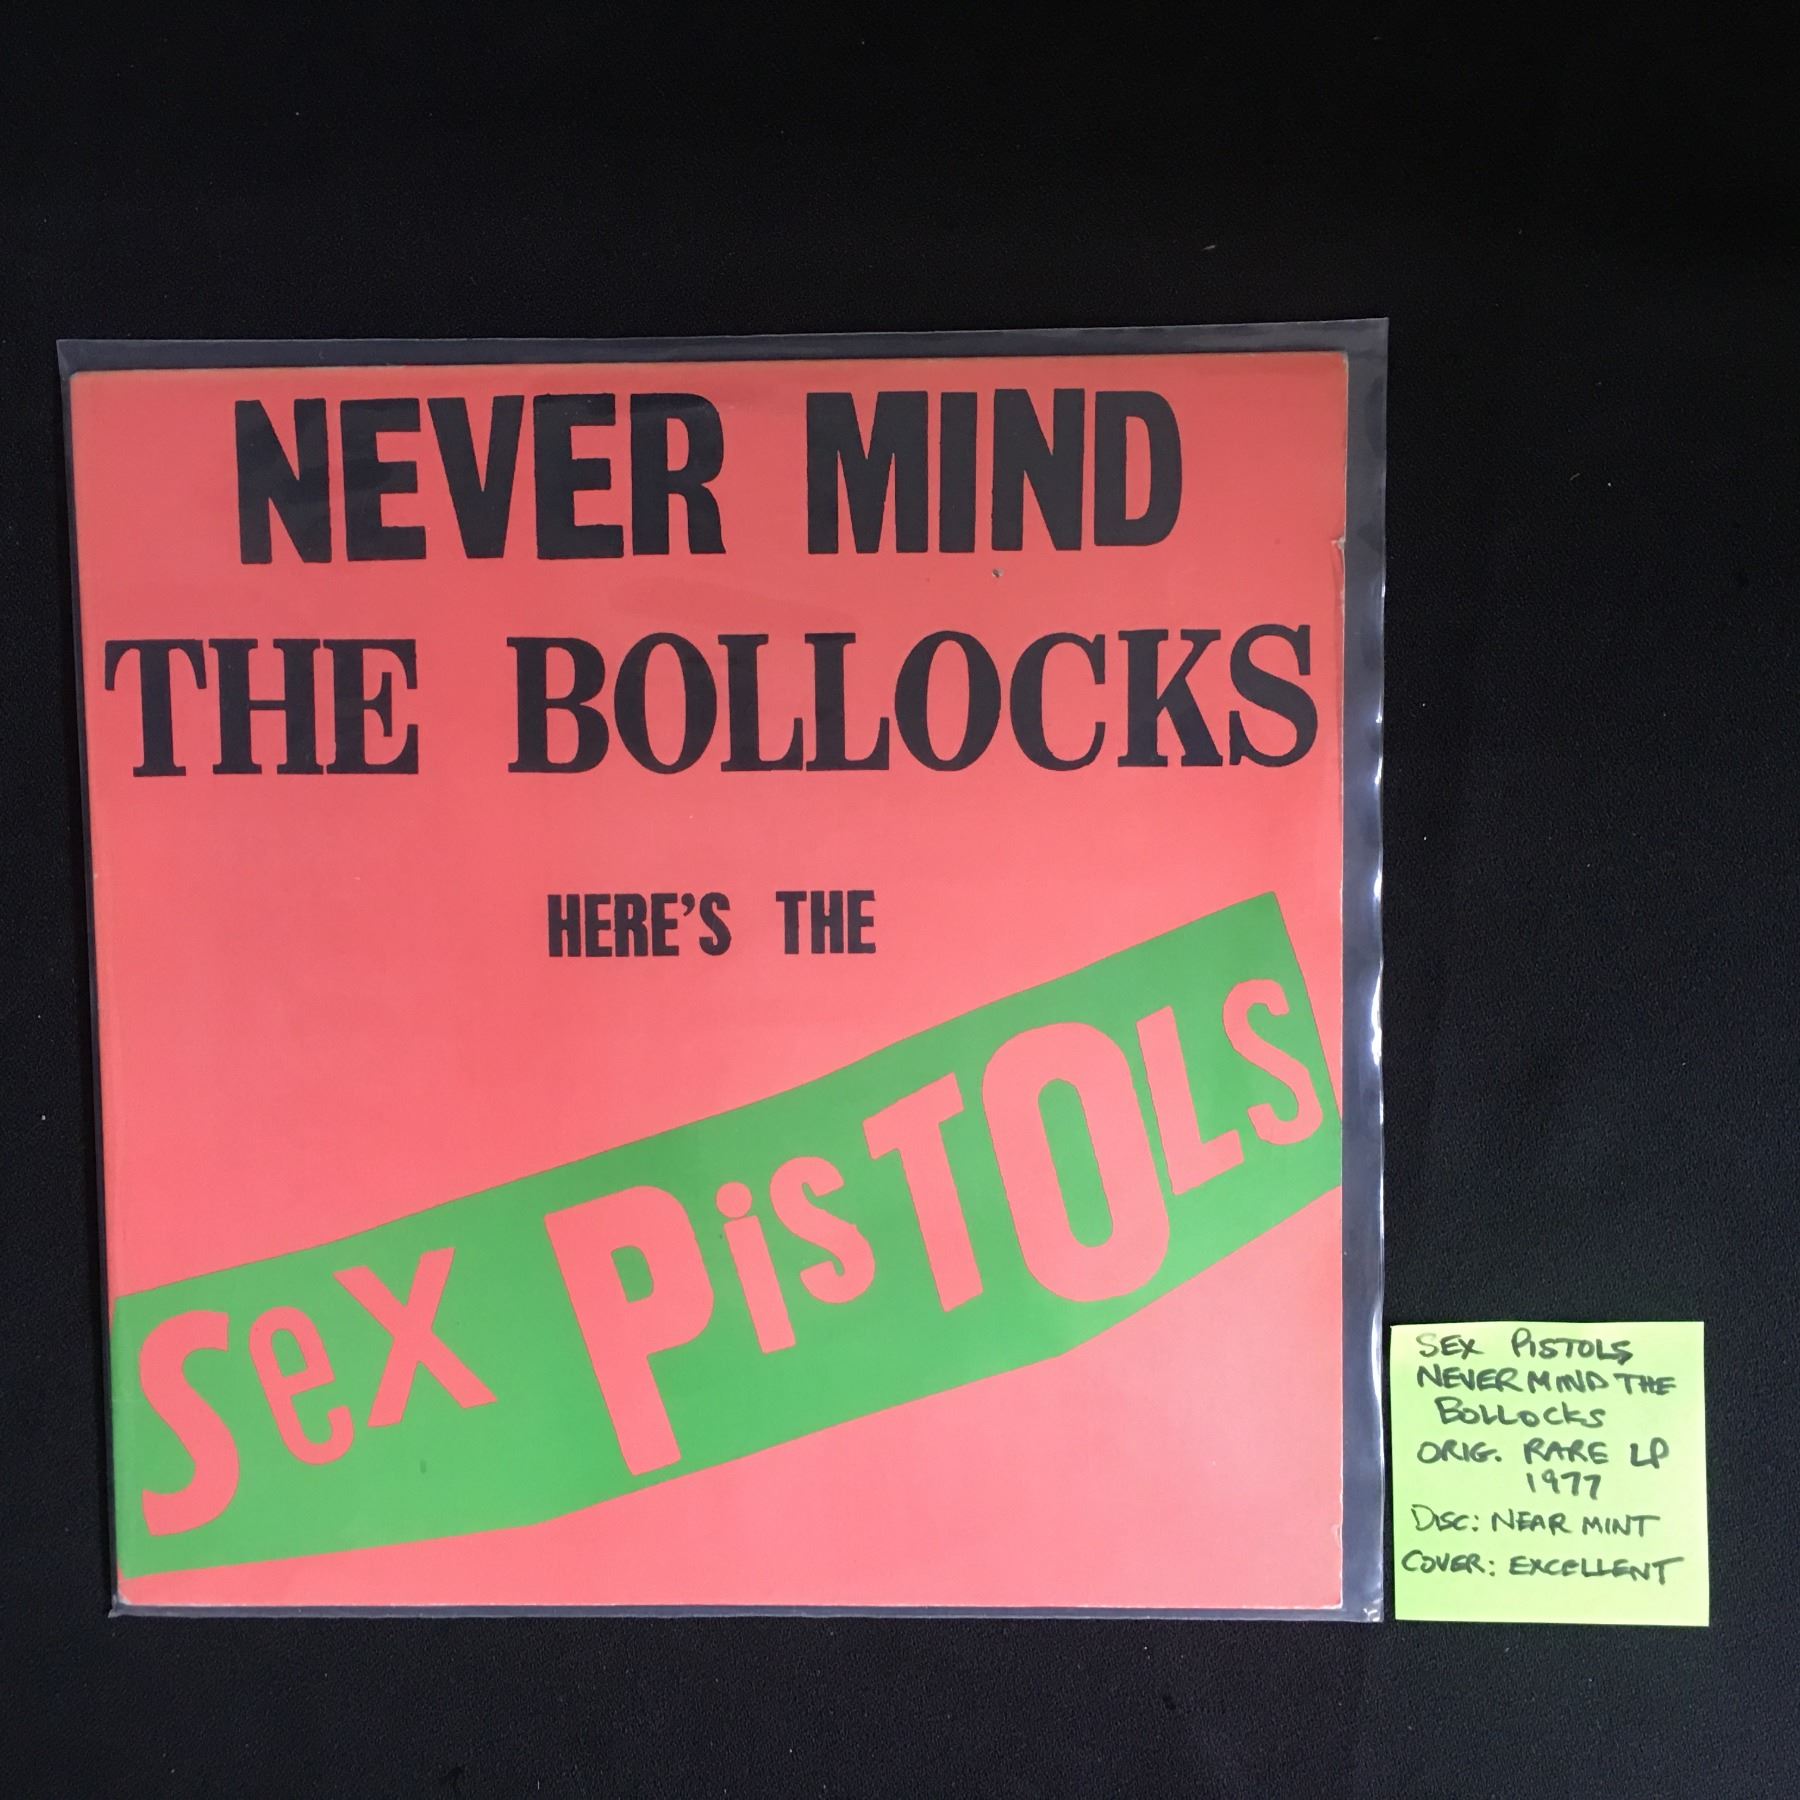 NEVER MIND
THE BOLLOCKS
HERE'S THE
Sex PiSTOLS
SEX PISTOLS
NEVER MIND THE
BOLLOCKS
ORIG. RARE LP
1977
DISC: NEAR MINT
COVER: EXCELLENT